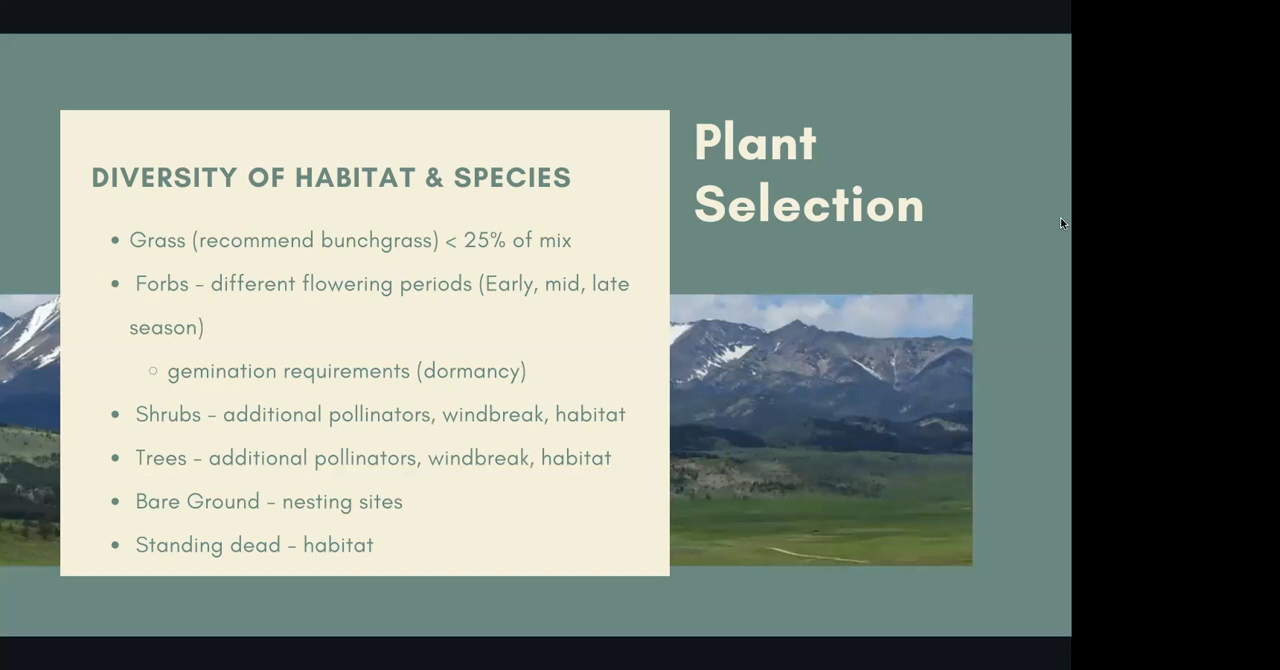 Plant
Selection
DIVERSITY OF HABITAT & SPECIES
• Grass (recommend bunchgrass) < 25% of mix
• Forbs - different flowering periods (Early, mid, late
season)
○ gemination requirements (dormancy)
• Shrubs - additional pollinators, windbreak, habitat
• Trees - additional pollinators, windbreak, habitat
• Bare Ground - nesting sites
• Standing dead - habitat